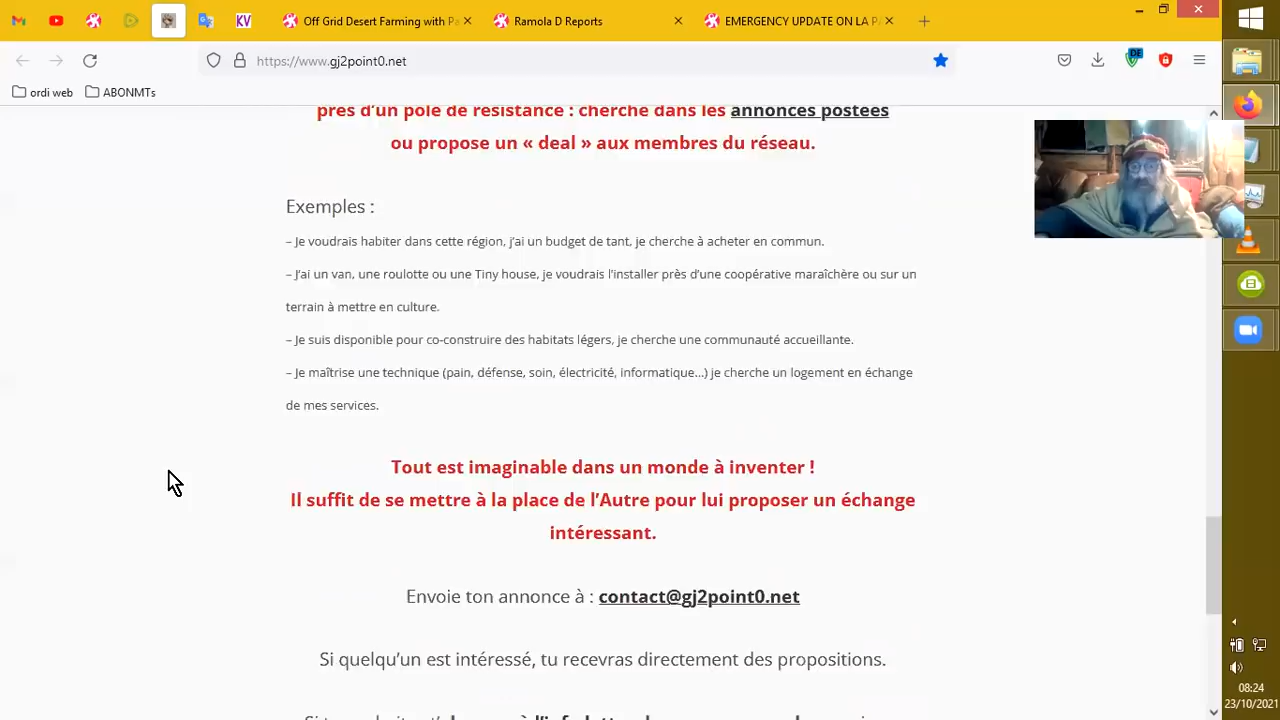 Off Grid Desert Farming with Pa
Ramola D Reports
EMERGENCY UPDATE ON LA P
KV
https://www.gj2point0.net
DE
ordi web
ABONMTs
près d'un pôle de résistance : cherche dans les annonces postées
ou propose un « deal » aux membres du réseau.
Exemples :
– Je voudrais habiter dans cette région, j'ai un budget de tant, je cherche à acheter en commun.
– J'ai un van, une roulotte ou une Tiny house, je voudrais l'installer près d'une coopérative maraîchère ou sur un
terrain à mettre en culture.
– Je suis disponible pour co-construire des habitats légers, je cherche une communauté accueillante.
– Je maîtrise une technique (pain, défense, soin, électricité, informatique...) je cherche un logement en échange
de mes services.
Tout est imaginable dans un monde à inventer !
Il suffit de se mettre à la place de l'Autre pour lui proposer un échange
intéressant.
Envoie ton annonce à : contact@gj2point0.net
Si quelqu'un est intéressé, tu recevras directement des propositions.
08:24
23/10/2021